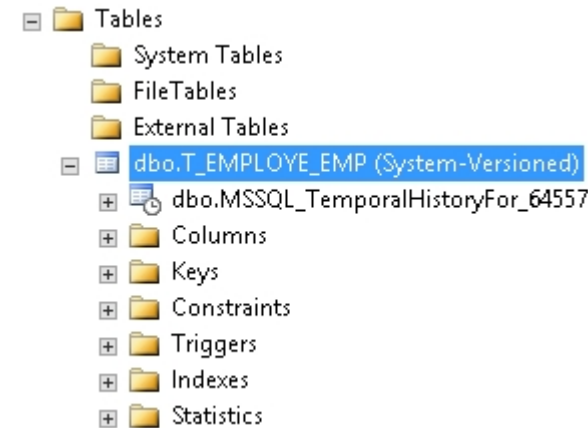 Tables
System Tables
FileTables
External Tables
dbo.T_EMPLOYE_EMP (System-Versioned)
dbo.MSSQL_TemporalHistoryFor_64557
Columns
Keys
Constraints
Triggers
Indexes
Statistics